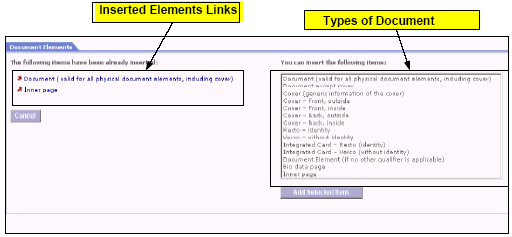 Inserted Elements Links
Types of Document
Document Elements
The following items have been already inserted:
You can insert the following items:
Document (valid for all physical document elements, including cover)
Inner page
Cancel
Document (valid for all physical document elements, including cover)
Document except cover
Cover (generic information of the cover)
Cover - Front, outside
Cover - Front, inside
Cover - Back, outside
Cover - Back, inside
Recto = identity
Verso = without identity
Integrated Card - Recto (identity)
Integrated Card - Verso (without identity)
Document Element (if no other qualifier is applicable)
Bio data page
Inner page
Add Selected Item